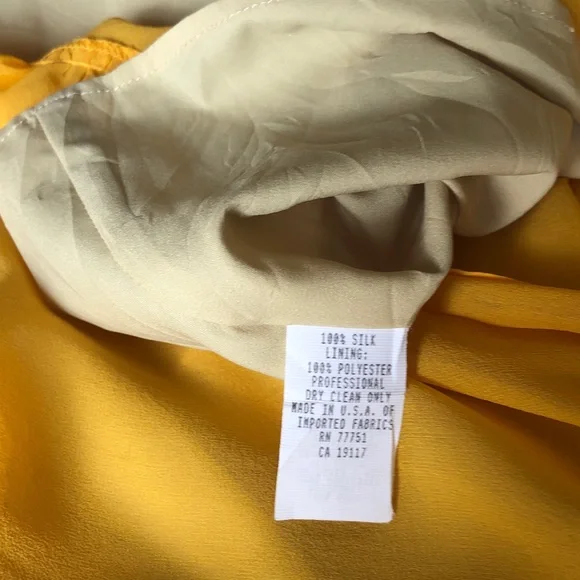 100% SILK
LINING:
100% POLYESTER
PROFESSIONAL
DRY CLEAN ONLY
MADE IN U.S.A. OF
IMPORTED FABRICS
RN 77751
CA 19117